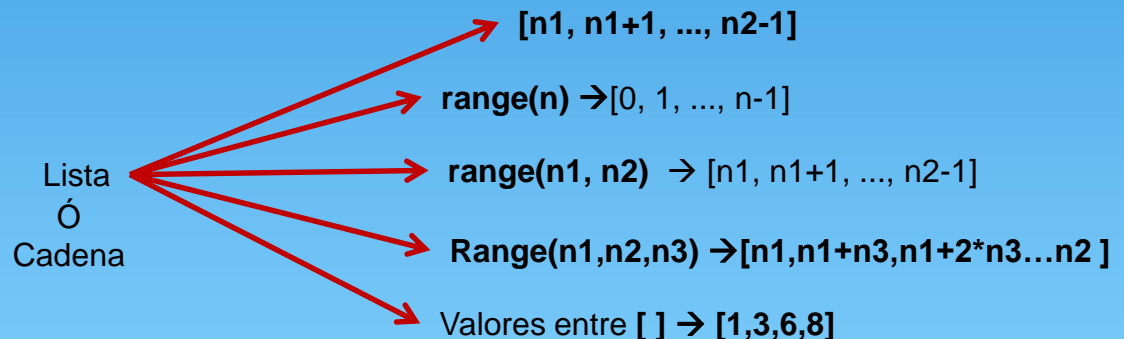 [n1, n1+1, ..., n2-1]
range(n) →[0, 1, ..., n-1]
range(n1, n2) → [n1, n1+1, ..., n2-1]
Lista
Ó
Cadena
Range(n1,n2,n3) →[n1,n1+n3,n1+2*n3…n2 ]
Valores entre [ ] → [1,3,6,8]